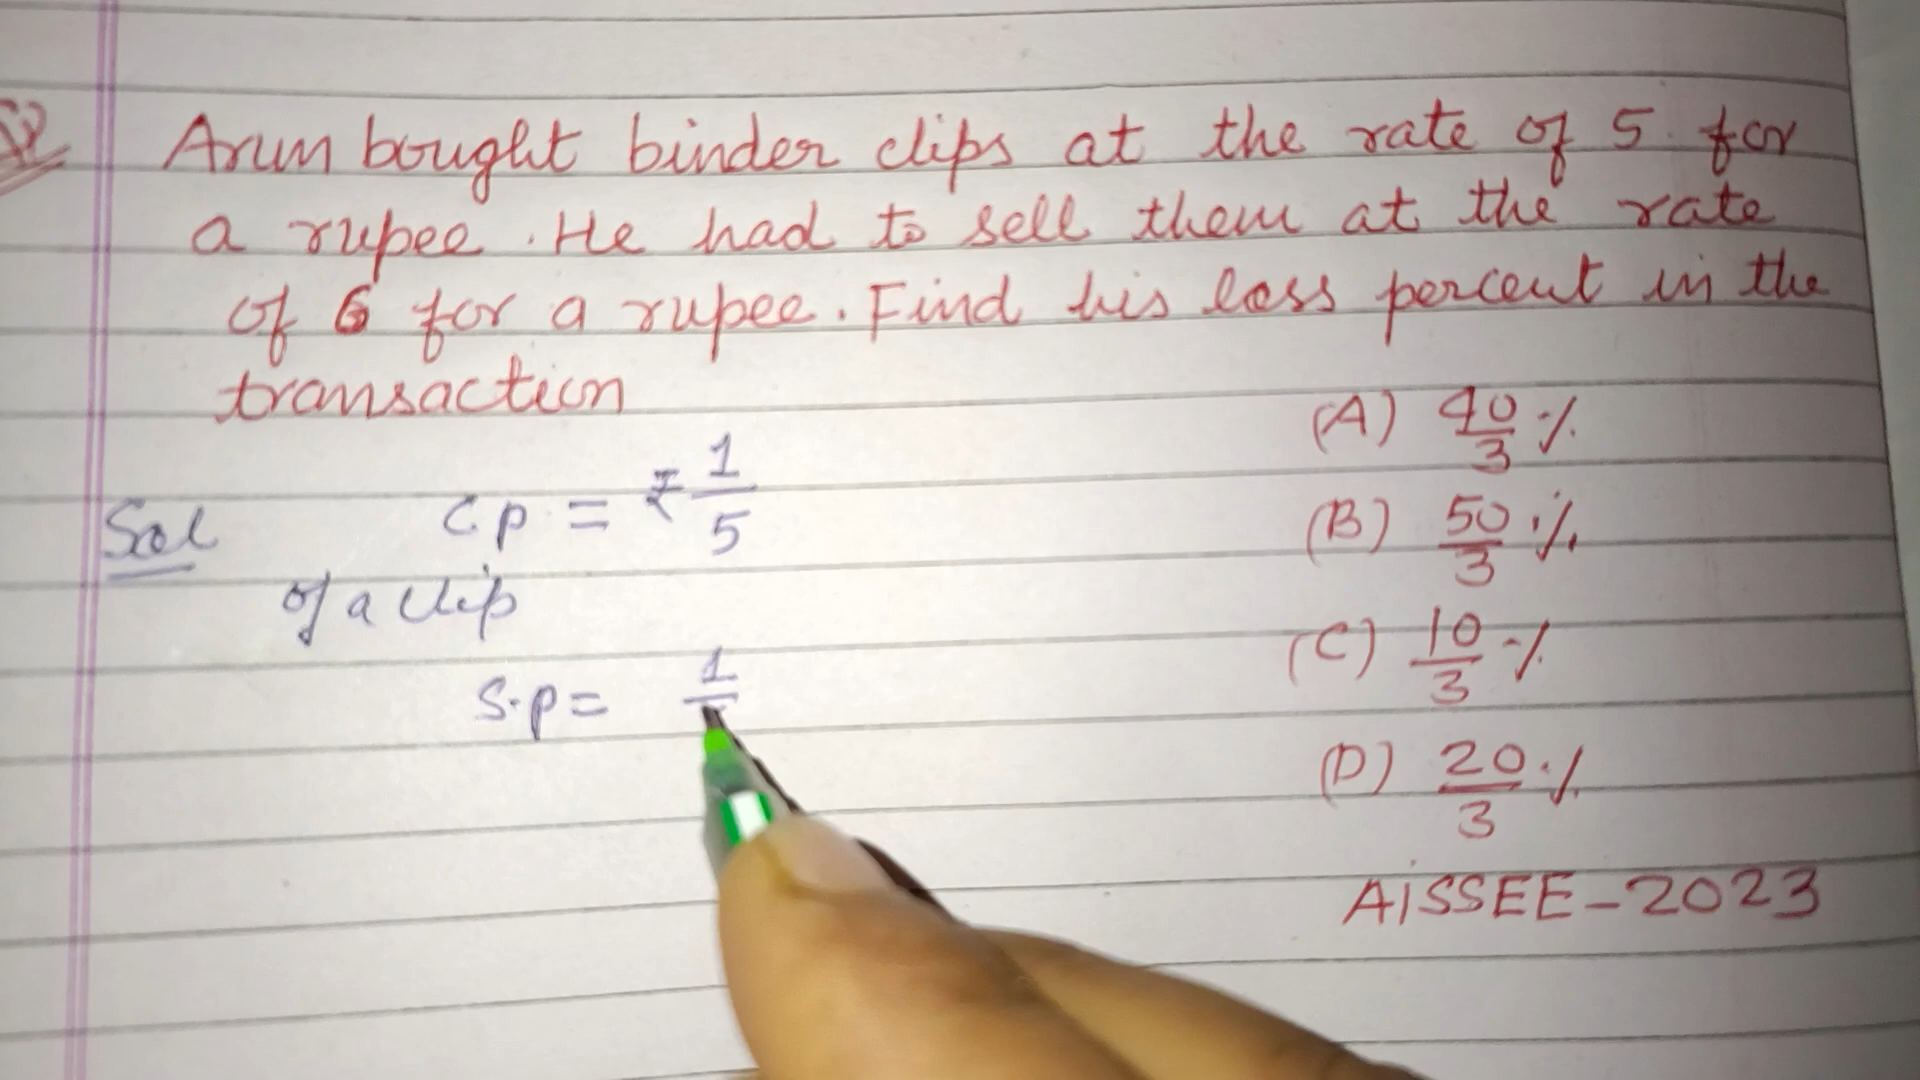 Q
Arun bought binder clips at the rate of 5 for
a rupee. He had to sell them at the rate
of 6 for a rupee. Find his loss percent in the
transaction
(A) 40/3 %
Sol CP = ₹ 1/5
(B) 50/3 %
of a clip
(C) 10/3 %
S.P = 1
(D) 20/3 %
AISSEE-2023